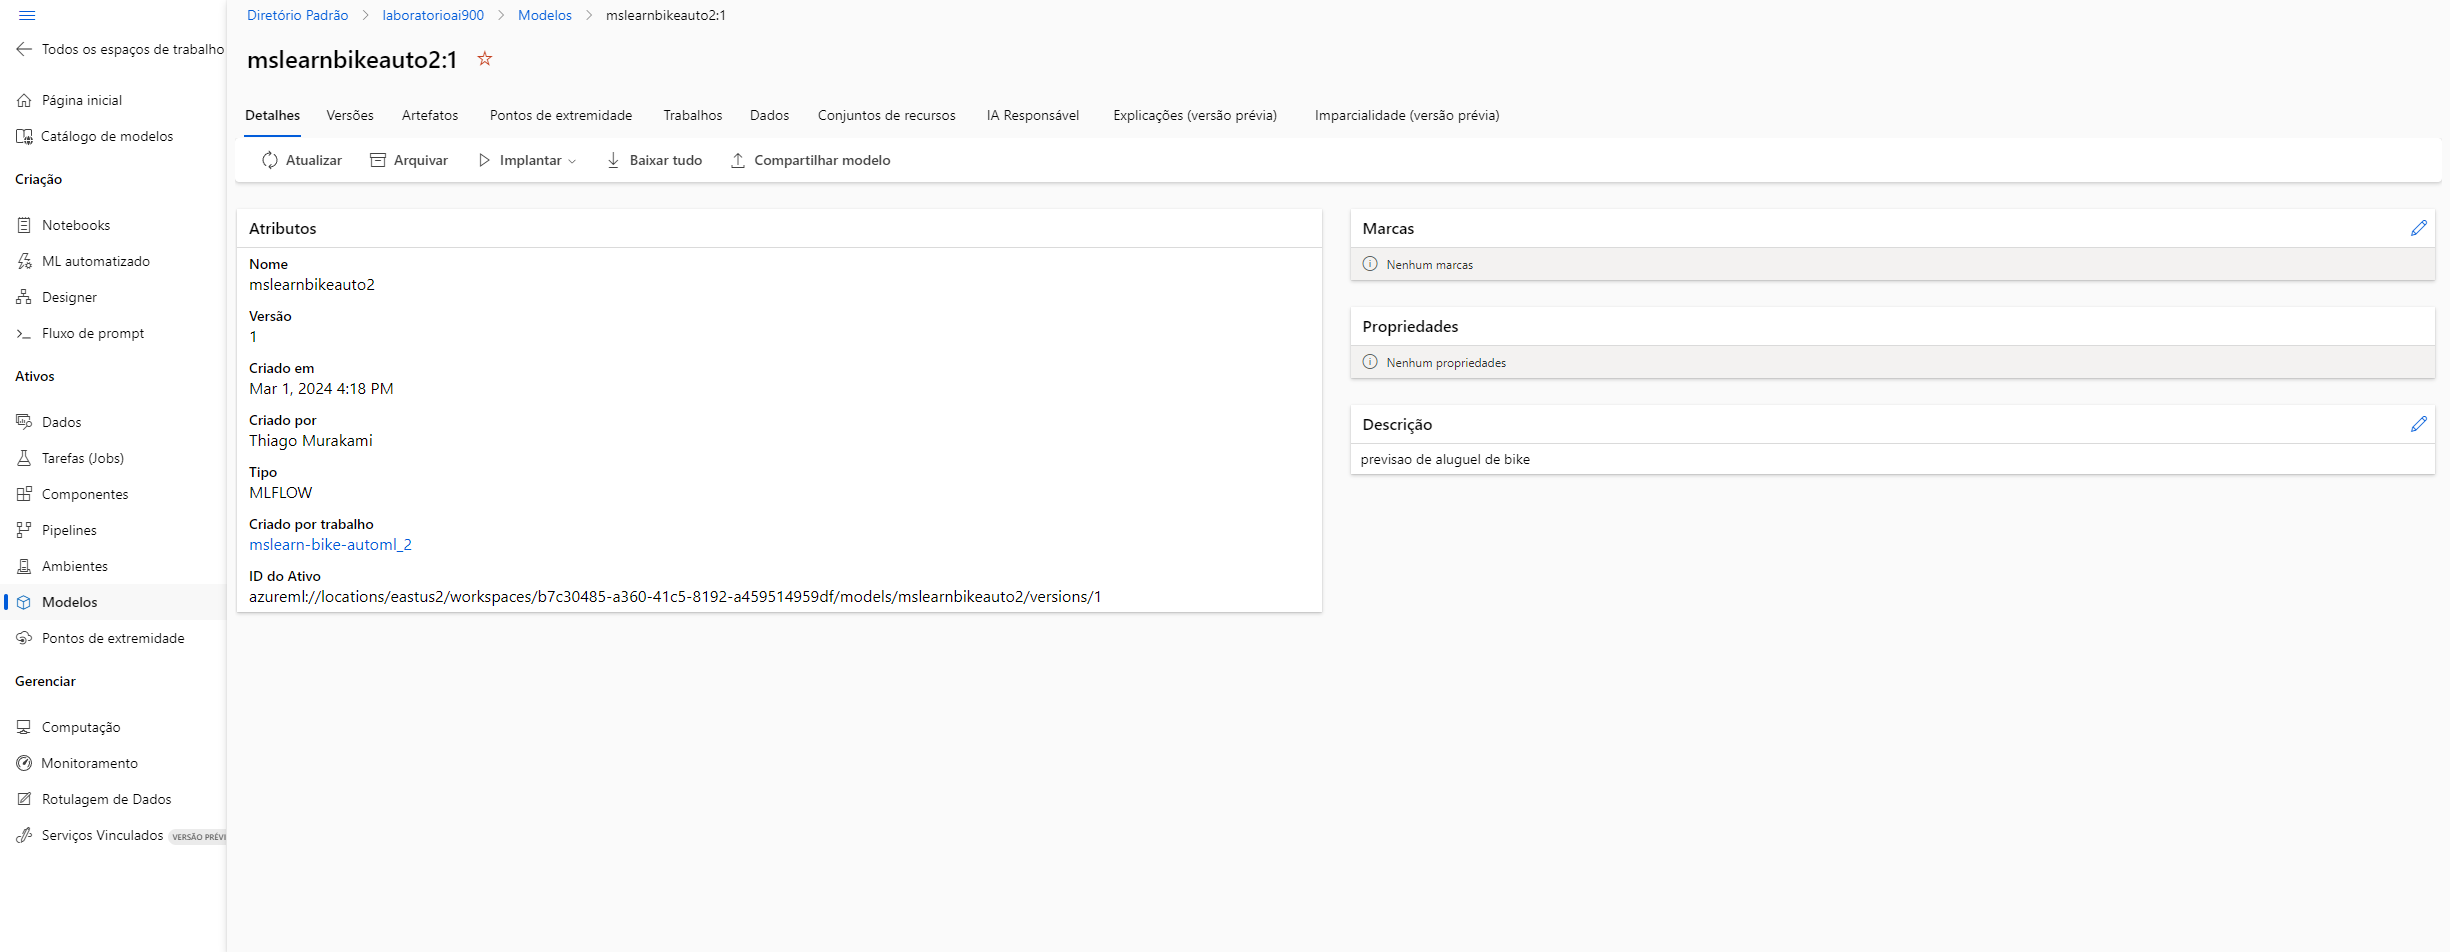 Todos os espaços de trabalho
Página inicial
Catálogo de modelos
Criação
Notebooks
ML automatizado
Designer
Fluxo de prompt
Ativos
Dados
Tarefas (Jobs)
Componentes
Pipelines
Ambientes
Modelos
Pontos de extremidade
Gerenciar
Computação
Monitoramento
Rotulagem de Dados
Serviços Vinculados VERSÃO PRÉVI
Diretório Padrão > laboratorioai900 > Modelos > mslearnbikeauto2:1
mslearnbikeauto2:1
Detalhes Versões Artefatos Pontos de extremidade Trabalhos Dados Conjuntos de recursos IA Responsável Explicações (versão prévia) Imparcialidade (versão prévia)
Atualizar Arquivar Implantar Baixar tudo Compartilhar modelo
Atributos
Nome
mslearnbikeauto2
Versão
1
Criado em
Mar 1, 2024 4:18 PM
Criado por
Thiago Murakami
Tipo
MLFLOW
Criado por trabalho
mslearn-bike-automl_2
ID do Ativo
azureml://locations/eastus2/workspaces/b7c30485-a360-41c5-8192-a459514959df/models/mslearnbikeauto2/versions/1
Marcas
Nenhum marcas
Propriedades
Nenhum propriedades
Descrição
previsao de aluguel de bike